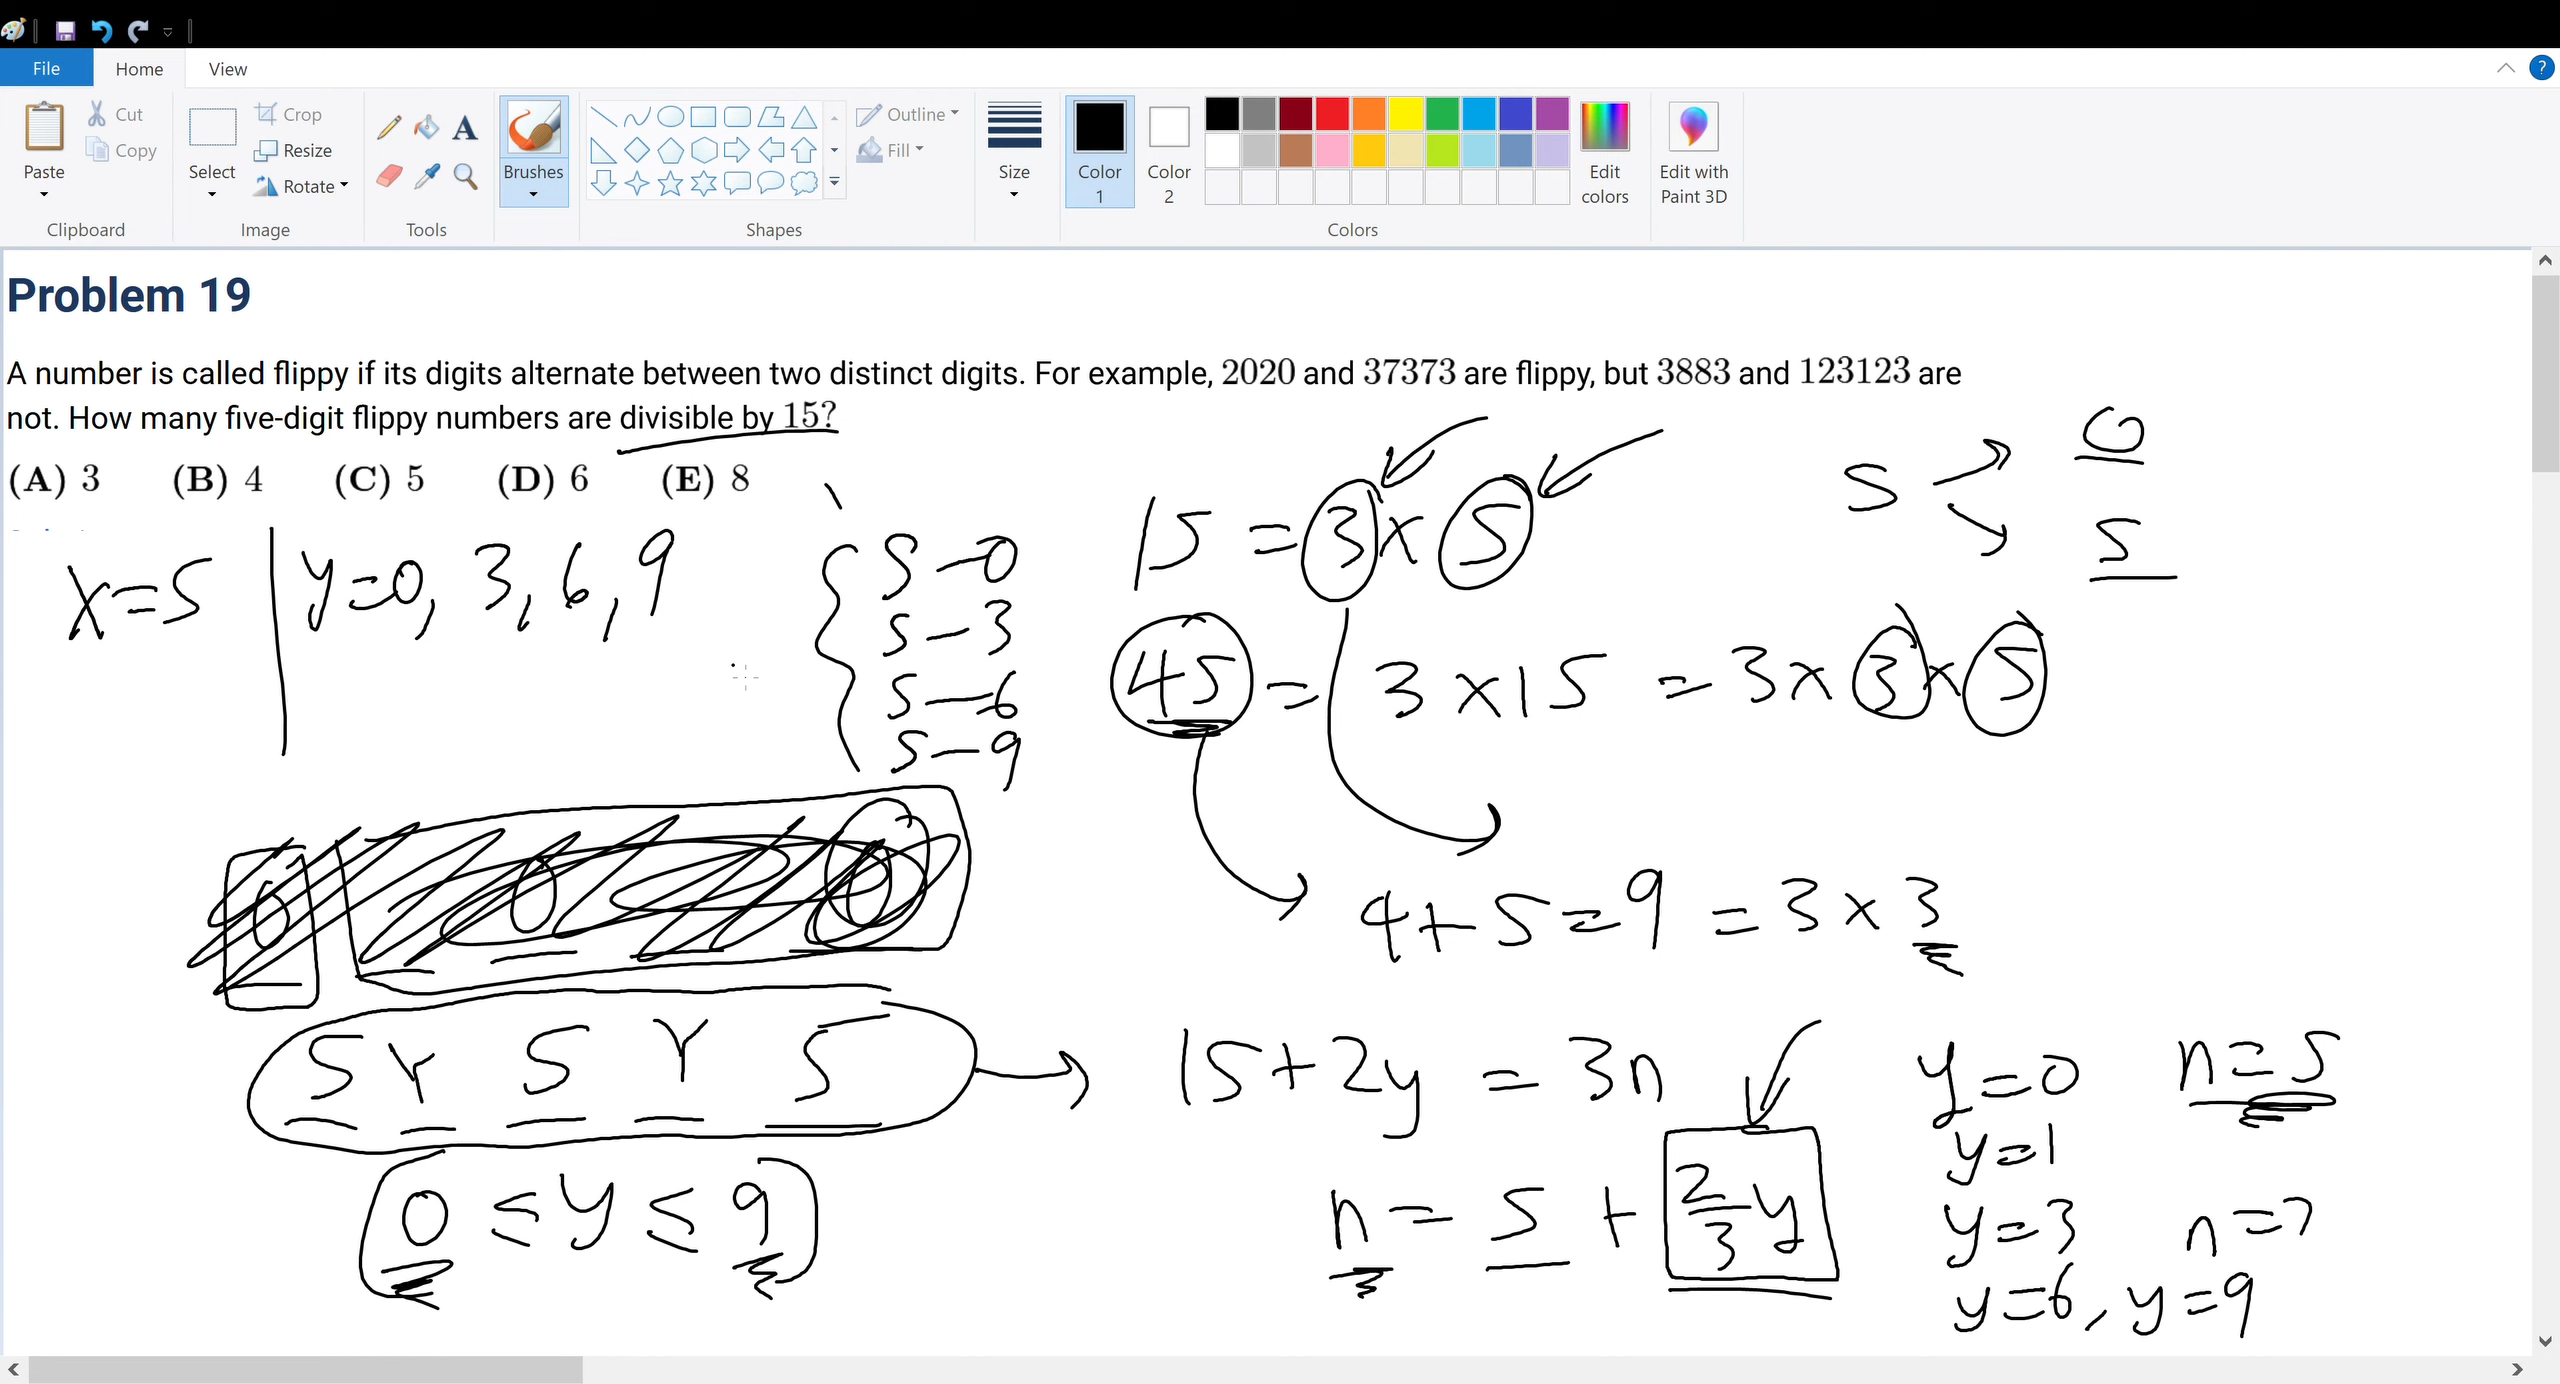 File Home View
Paste Cut Copy Clipboard
Select Crop Resize Rotate Image
Tools
Brushes
Shapes
Outline Fill
Size
Color 1 Color 2
Edit colors
Colors
Edit with Paint 3D
Problem 19
A number is called flippy if its digits alternate between two distinct digits. For example, 2020 and 37373 are flippy, but 3883 and 123123 are
not. How many five-digit flippy numbers are divisible by 15?
(A) 3 (B) 4 (C) 5 (D) 6 (E) 8
x=5 | y=0, 3, 6, 9
5-0
5-3
5-6
5-9
15 = 3 x 5
5 0
5
45 = 3 x 15 = 3 x 3 x 5
4+5=9 = 3 x 3
0 0 0
5 Y 5 Y 5
0 ≤ y ≤ 9
15+2y = 3n
n = 5 + 2/3 y
y=0 n=5
y=1
y=3 n=7
y=6, y=9